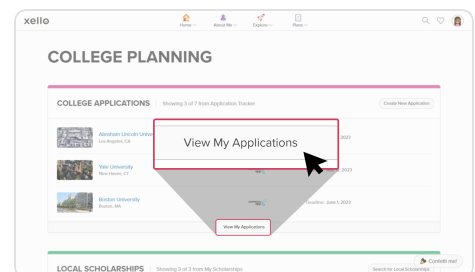 xello
Home
About Me
Explore
Plans
COLLEGE PLANNING
COLLEGE APPLICATIONS
Showing 3 of 7 from Application Tracker
Create New Application
Abraham Lincoln Unive
Los Angeles, CA
, 2023
View My Applications
Yale University
New Haven, CT
, 2023
Boston University
Boston, MA
Deadline: June 1, 2023
View My Applications
Confetti me!
LOCAL SCHOLARSHIPS
Showing 3 of 3 from My Scholarships
Search for Local Scholarships